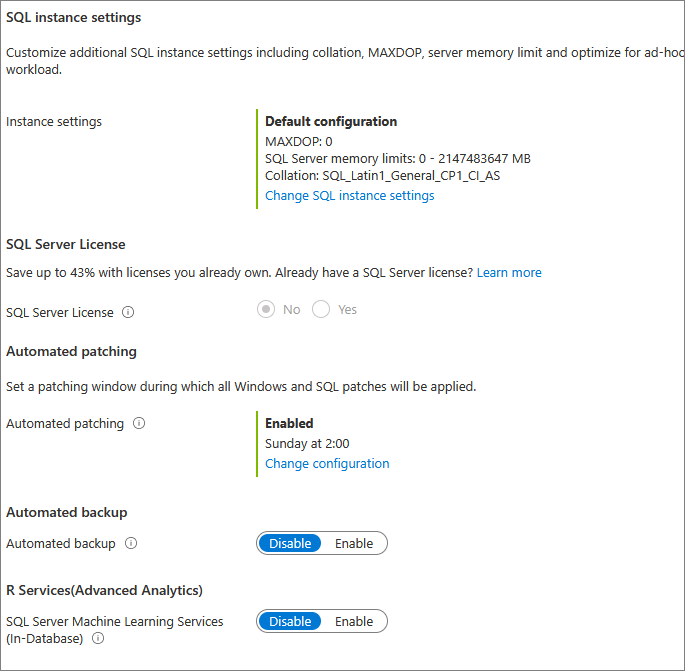 SQL instance settings
Customize additional SQL instance settings including collation, MAXDOP, server memory limit and optimize for ad-hoc
workload.
Instance settings
Default configuration
MAXDOP: 0
SQL Server memory limits: 0 - 2147483647 MB
Collation: SQL_Latin1_General_CP1_CI_AS
Change SQL instance settings
SQL Server License
Save up to 43% with licenses you already own. Already have a SQL Server license? Learn more
SQL Server License
No Yes
Automated patching
Set a patching window during which all Windows and SQL patches will be applied.
Automated patching
Enabled
Sunday at 2:00
Change configuration
Automated backup
Automated backup
Disable Enable
R Services(Advanced Analytics)
SQL Server Machine Learning Services
(In-Database)
Disable Enable